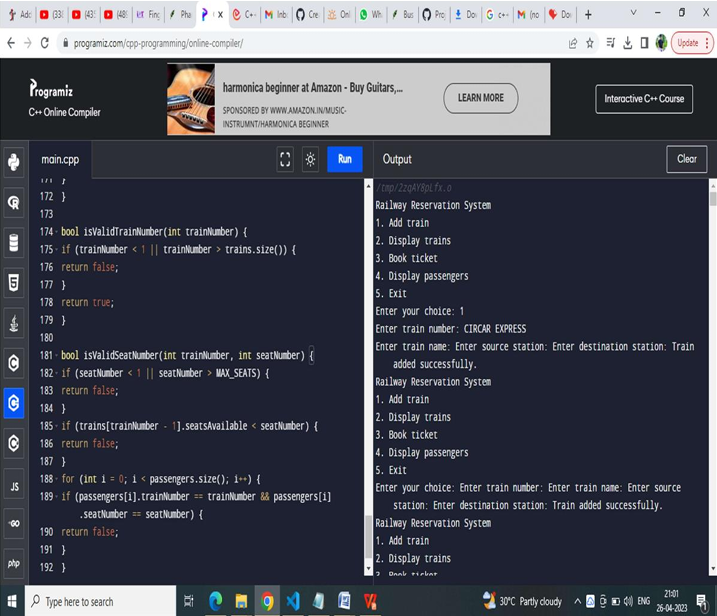 Ado
(33
(43
(48
Fing
Pha
C++
Inb
Cre
Onl
Wh
Bus
Pro
Do
c++
(no
Do
programiz.com/cpp-programming/online-compiler/
Update
Programiz
C++ Online Compiler
harmonica beginner at Amazon - Buy Guitars,...
SPONSORED BY WWW.AMAZON.IN/MUSIC-
INSTRUMNT/HARMONICA BEGINNER
LEARN MORE
Interactive C++ Course
main.cpp
Run
Output
Clear
171 }
172 }
173
174 bool isValidTrainNumber(int trainNumber) {
175 if (trainNumber < 1 || trainNumber > trains.size()) {
176 return false;
177 }
178 return true;
179 }
180
181 bool isValidSeatNumber(int trainNumber, int seatNumber) {
182 if (seatNumber < 1 || seatNumber > MAX_SEATS) {
183 return false;
184 }
185 if (trains[trainNumber - 1].seatsAvailable < seatNumber) {
186 return false;
187 }
188 for (int i = 0; i < passengers.size(); i++) {
189 if (passengers[i].trainNumber == trainNumber && passengers[i]
.seatNumber == seatNumber) {
190 return false;
191 }
192 }
/tmp/2zqAY8pLfx.o
Railway Reservation System
1. Add train
2. Display trains
3. Book ticket
4. Display passengers
5. Exit
Enter your choice: 1
Enter train number: CIRCAR EXPRESS
Enter train name: Enter source station: Enter destination station: Train
added successfully.
Railway Reservation System
1. Add train
2. Display trains
3. Book ticket
4. Display passengers
5. Exit
Enter your choice: Enter train number: Enter train name: Enter source
station: Enter destination station: Train added successfully.
Railway Reservation System
1. Add train
2. Display trains
3. Book ticket
JS
GO
php
Type here to search
30°C Partly cloudy
ENG
21:01
26-04-2023